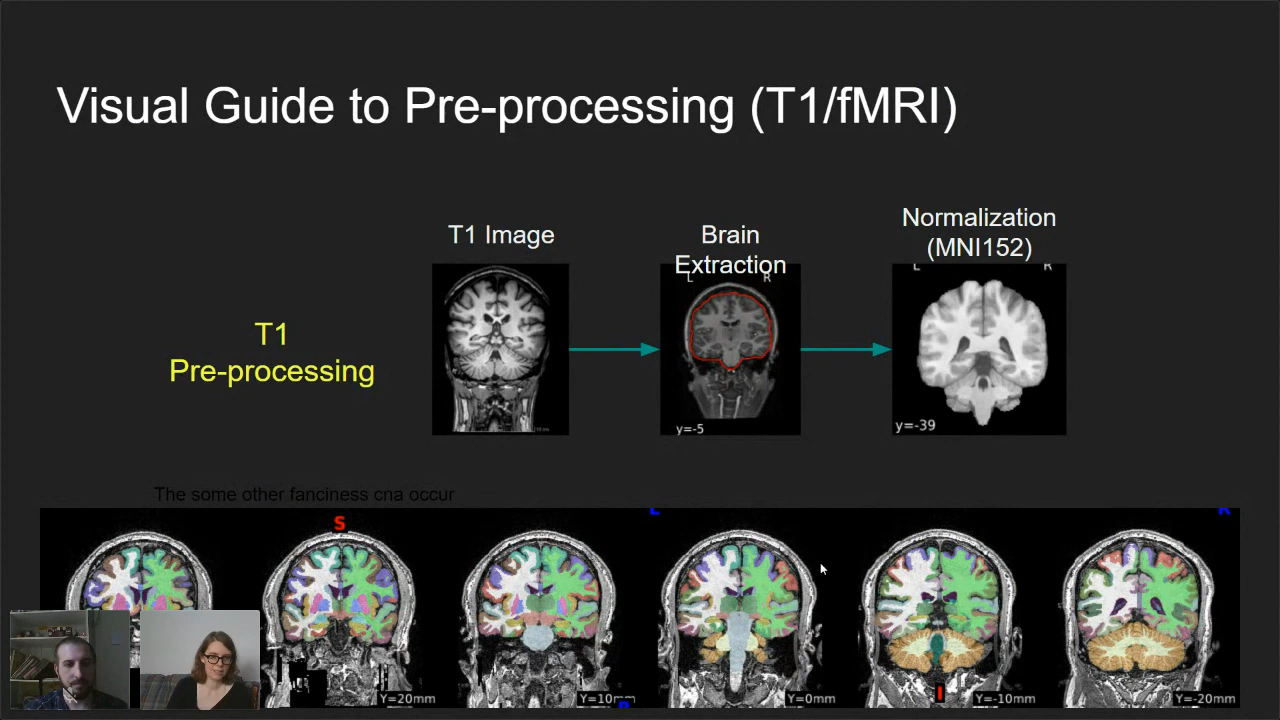 Visual Guide to Pre-processing (T1/fMRI)
T1 Image
Brain
Extraction
Normalization
(MNI152)
L R
L R
T1
Pre-processing
y=-5
y=-39
The some other fanciness cna occur
S
L
R
I
R
Y=20mm
Y=10mm
Y=0mm
Y=-10mm
Y=-20mm